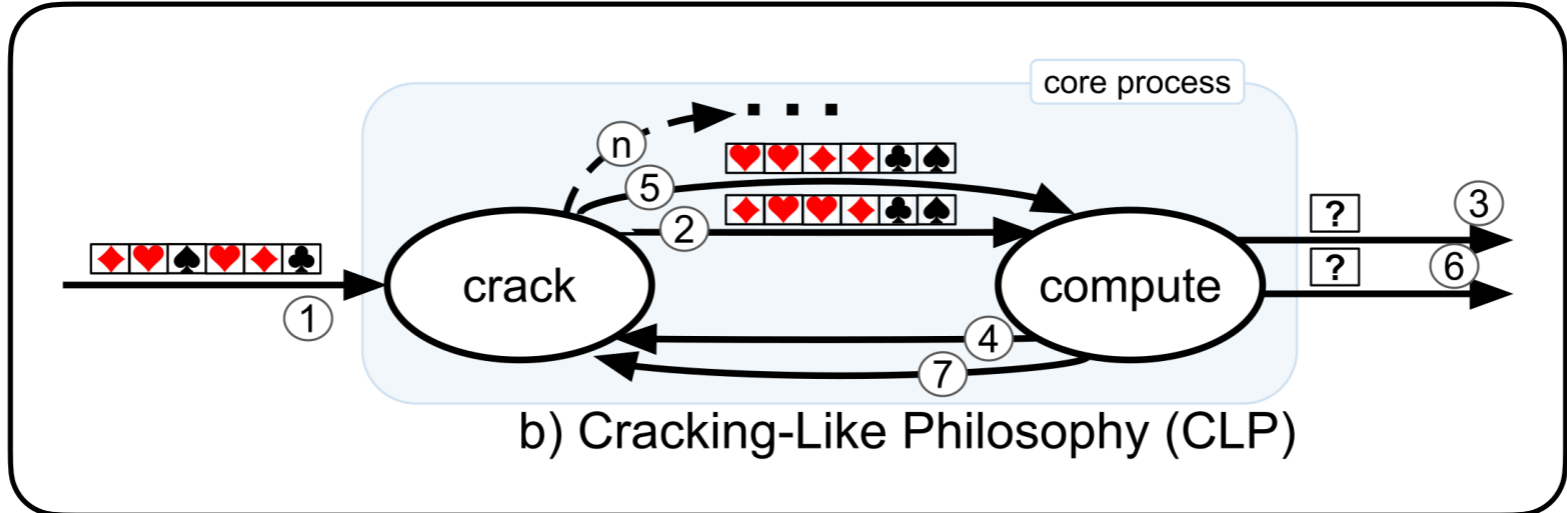 core process
n
. . .
♥♥♦♦♣♠
5
♦♥♥♦♣♠
2
?
3
♦♥♠♥♦♣
crack
compute
?
6
1
4
7
b) Cracking-Like Philosophy (CLP)